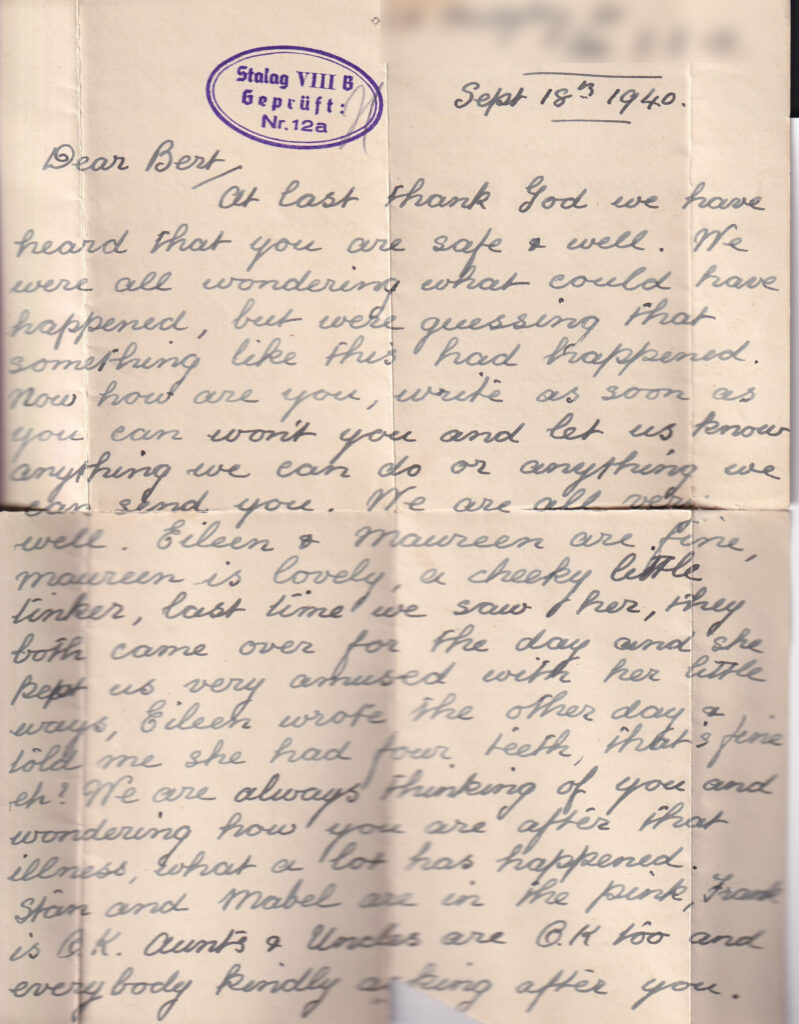 Stalag VIII B
Geprüft:
Nr. 12a
Sept 18th 1940.
Dear Bert,
At last thank God we have
heard that you are safe & well. We
were all wondering what could have
happened, but were guessing that
something like this had happened.
Now how are you, write as soon as
you can won't you and let us know
anything we can do or anything we
can send you. We are all very
well. Eileen & Maureen are fine,
Maureen is lovely, a cheeky little
tinker, last time we saw her, they
both came over for the day and she
kept us very amused with her little
ways, Eileen wrote the other day &
told me she had four teeth, that's fine
eh? We are always thinking of you and
wondering how you are after that
illness, what a lot has happened.
Stan and Mabel are in the pink, Frank
is O.K. Aunts & Uncles are O.K too and
everybody kindly asking after you.